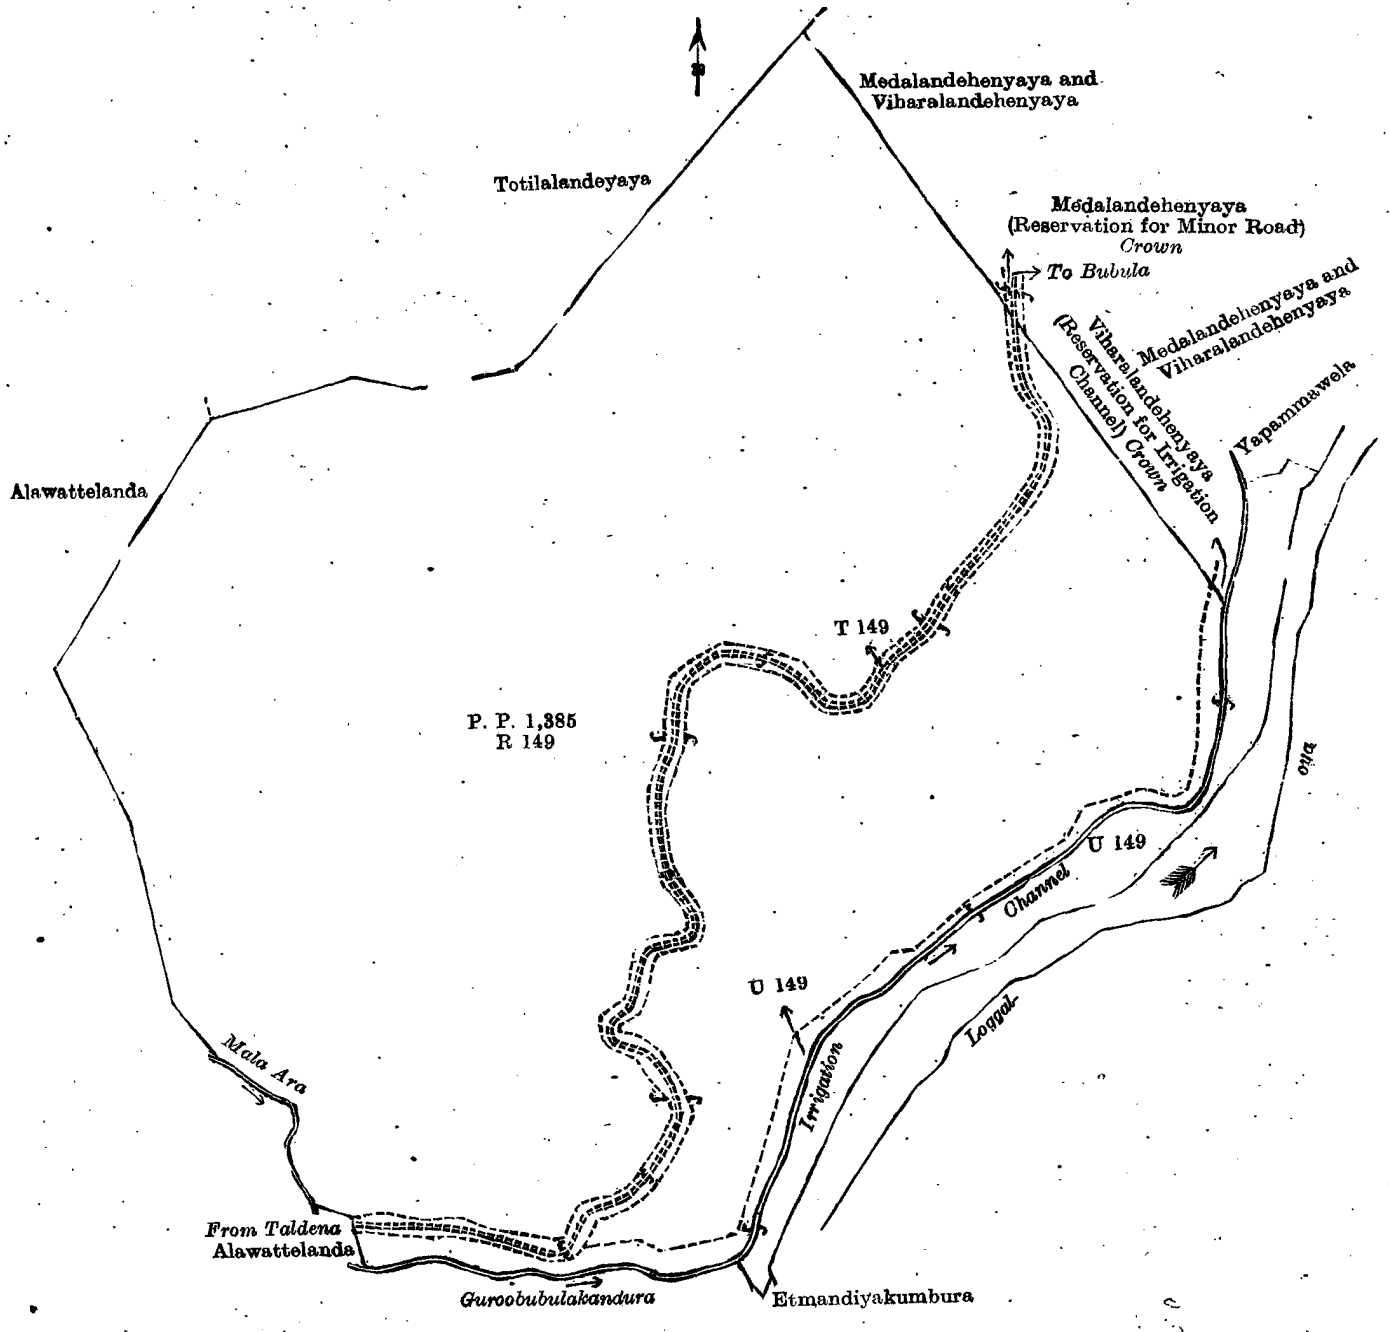 Medalandehenyaya and
Viharalandehenyaya
Totilalandeyaya
Medalandehenyaya
(Reservation for Minor Road)
Crown
To Bubula
Medalandehenyaya and
Viharalandehenyaya
Viharalandehenyaya
(Reservation for Irrigation
Channel) Crown
Yapammawela
Alawattelanda
T 149
P. P. 1,385
R 149
Oya
U 149
Channel
U 149
Loggal
Irrigation
Mala Ara
From Taldena
Alawattelanda
Guroobubulakandura
Etmandiyakumbura